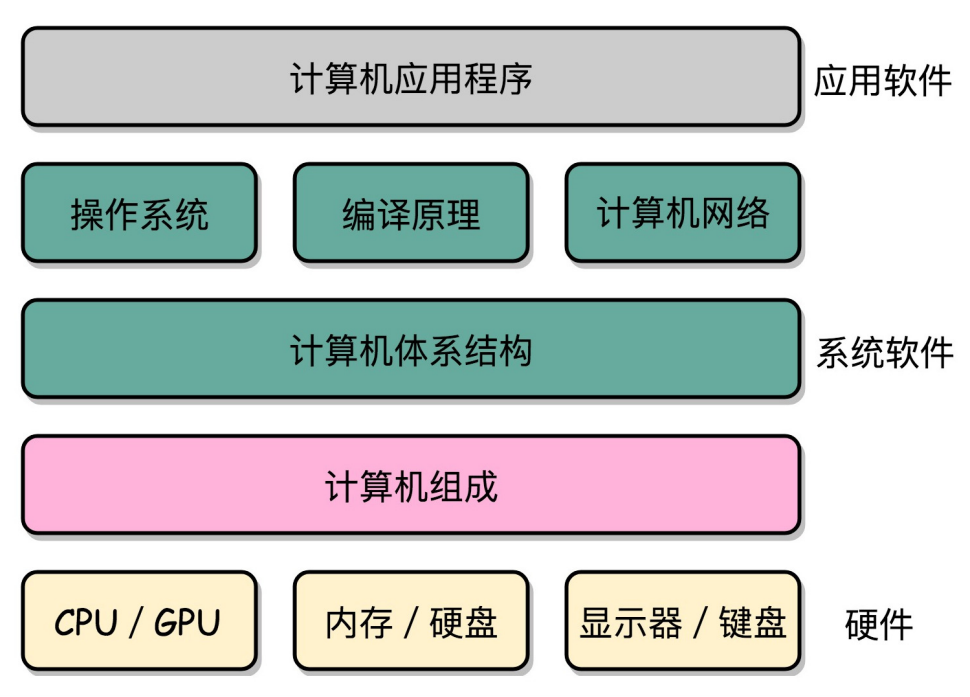 计算机应用程序 应用软件
操作系统 编译原理 计算机网络
计算机体系结构 系统软件
计算机组成
CPU / GPU 内存 / 硬盘 显示器 / 键盘 硬件